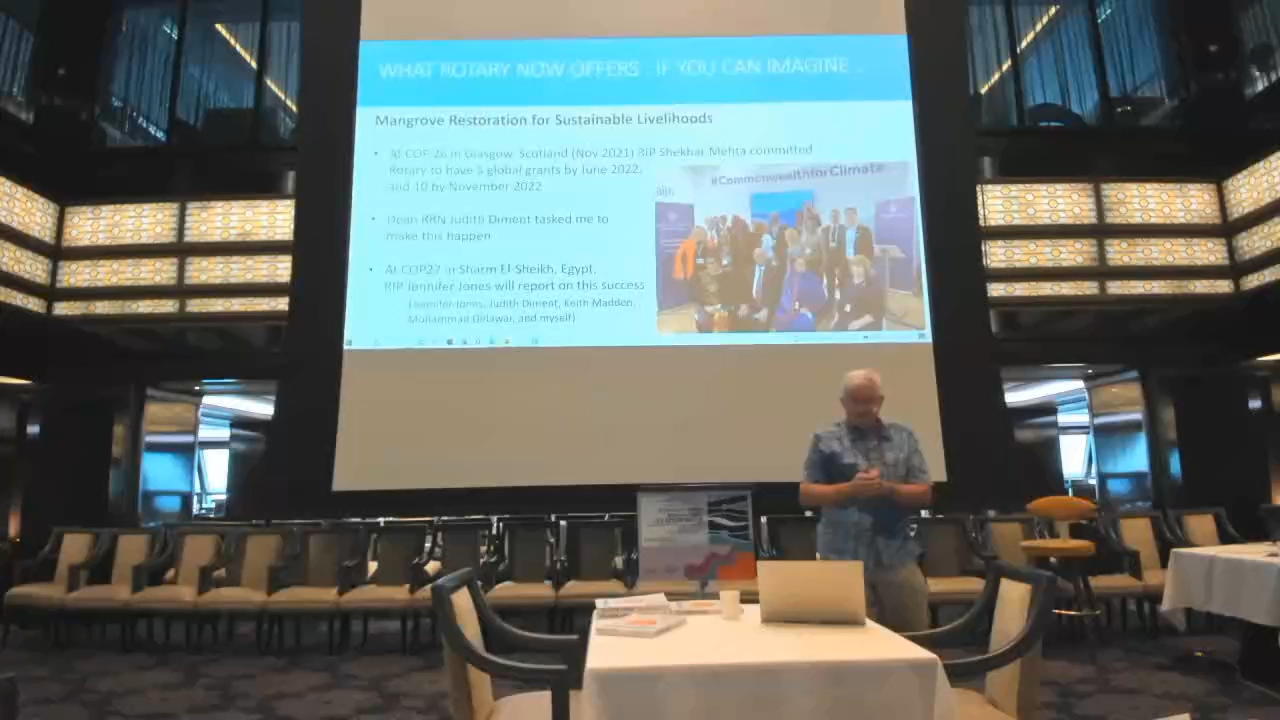 WHAT ROTARY NOW OFFERS : IF YOU CAN IMAGINE ...
Mangrove Restoration for Sustainable Livelihoods
• At COP 26 in Glasgow, Scotland (Nov 2021) RIP Shekhar Mehta committed
Rotary to have 5 global grants by June 2022,
and 10 by November 2022
• Dean RRN Judith Diment tasked me to
make this happen
• At COP27 in Sharm El-Sheikh, Egypt,
RIP Jennifer Jones will report on this success
(Jennifer Jones, Judith Diment, Keith Madden,
Muhammad Dilawar, and myself)
#CommonwealthforClimate